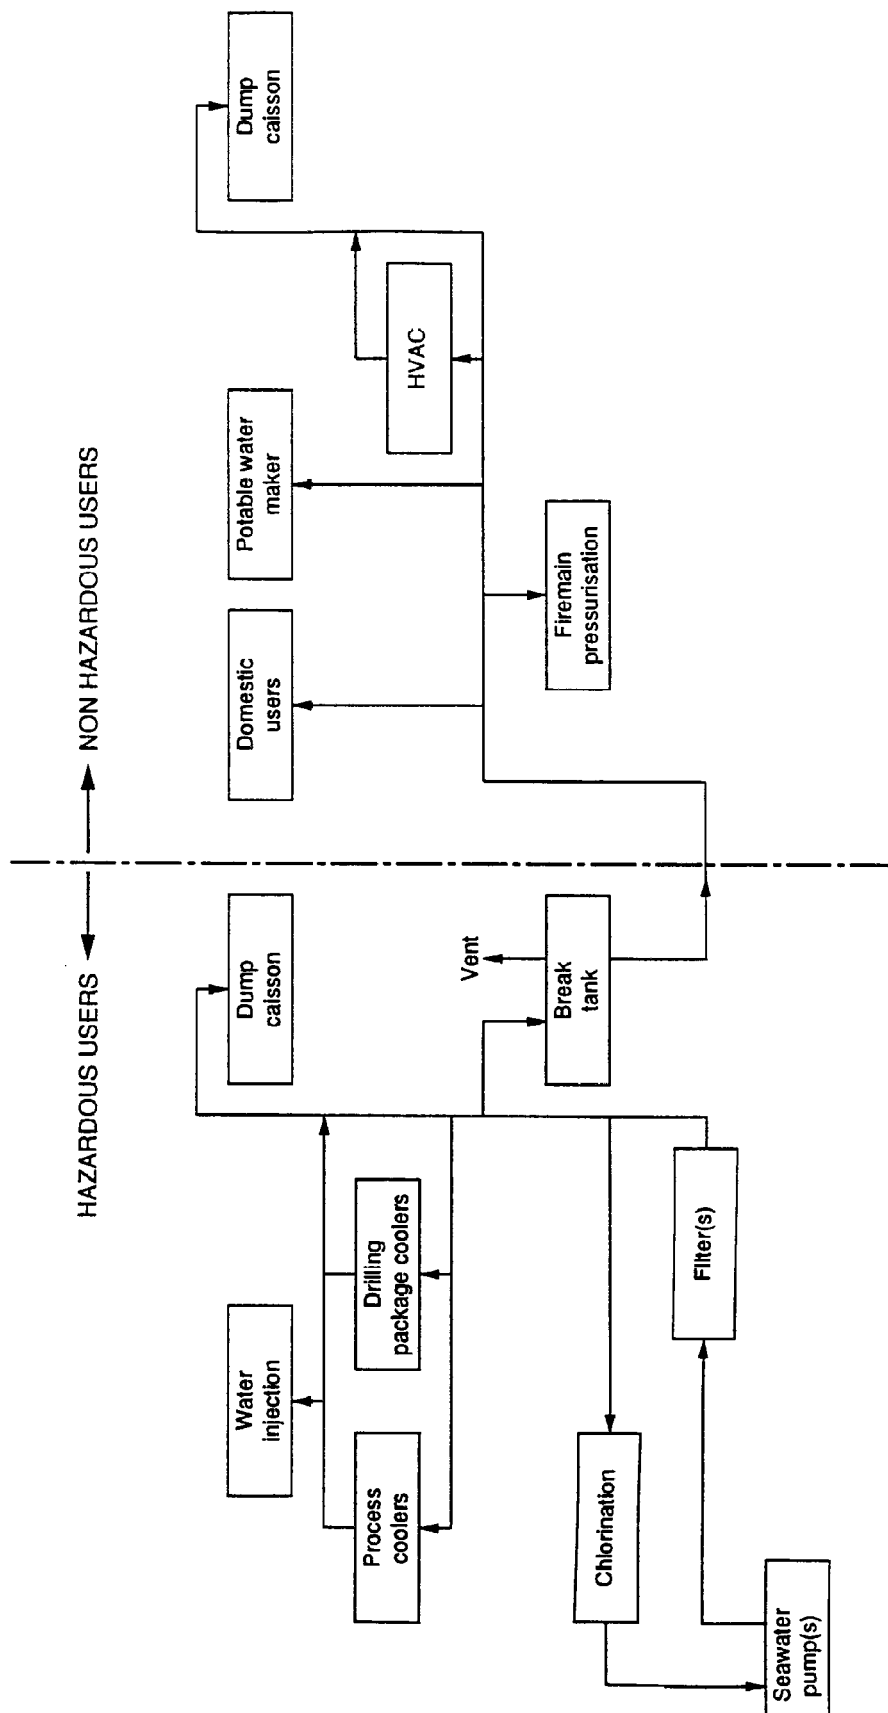 HAZARDOUS USERS
NON HAZARDOUS USERS
Water
injection
Dump
caisson
Domestic
users
Potable water
maker
Dump
caisson
Process
coolers
Drilling
package coolers
HVAC
Vent
Chlorination
Break
tank
Firemain
pressurisation
Filter(s)
Seawater
pump(s)